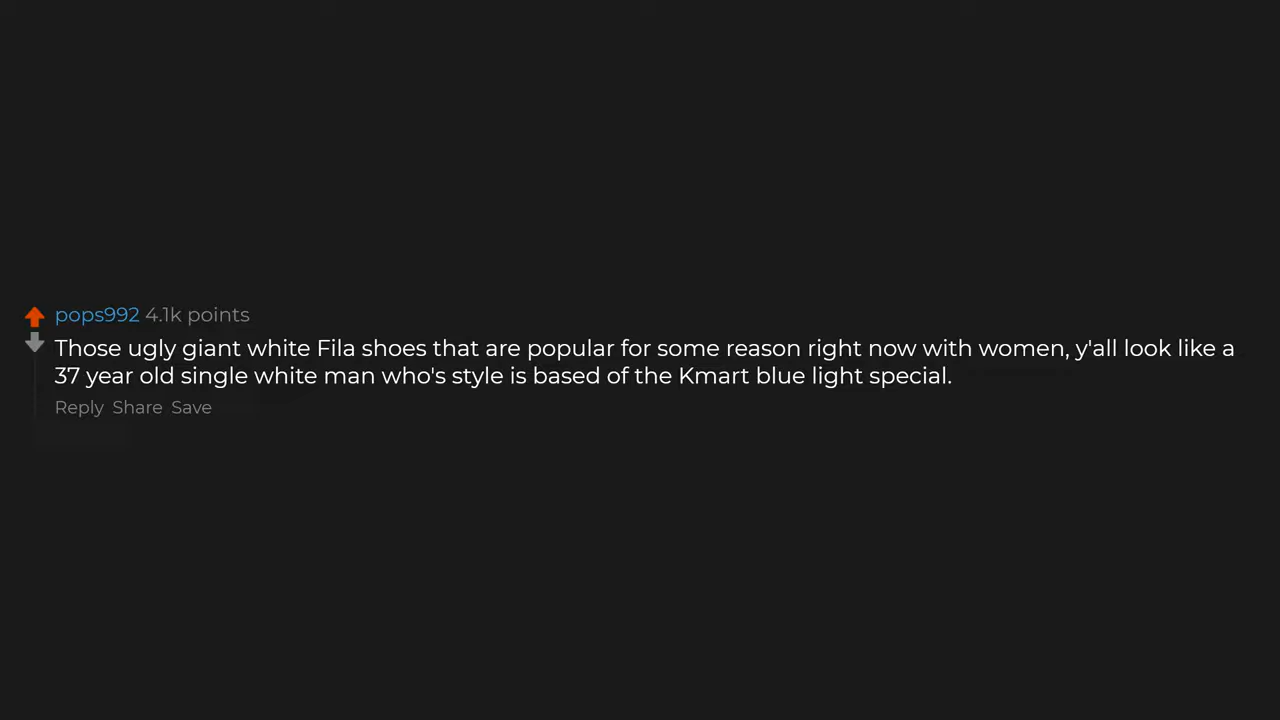 pops992 4.1k points
Those ugly giant white Fila shoes that are popular for some reason right now with women, y'all look like a
37 year old single white man who's style is based of the Kmart blue light special.
Reply Share Save